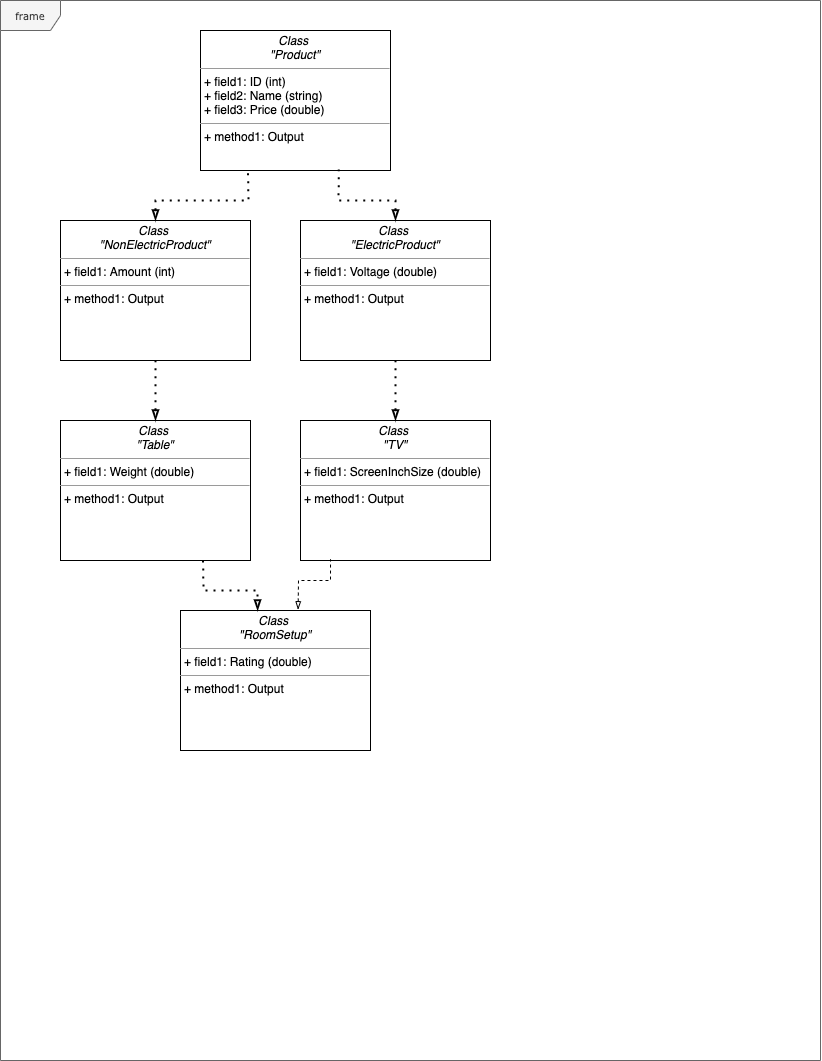 frame
Class
"Product"
+ field1: ID (int)
+ field2: Name (string)
+ field3: Price (double)
+ method1: Output
Class
"NonElectricProduct"
+ field1: Amount (int)
+ method1: Output
Class
"ElectricProduct"
+ field1: Voltage (double)
+ method1: Output
Class
"Table"
+ field1: Weight (double)
+ method1: Output
Class
"TV"
+ field1: ScreenInchSize (double)
+ method1: Output
Class
"RoomSetup"
+ field1: Rating (double)
+ method1: Output